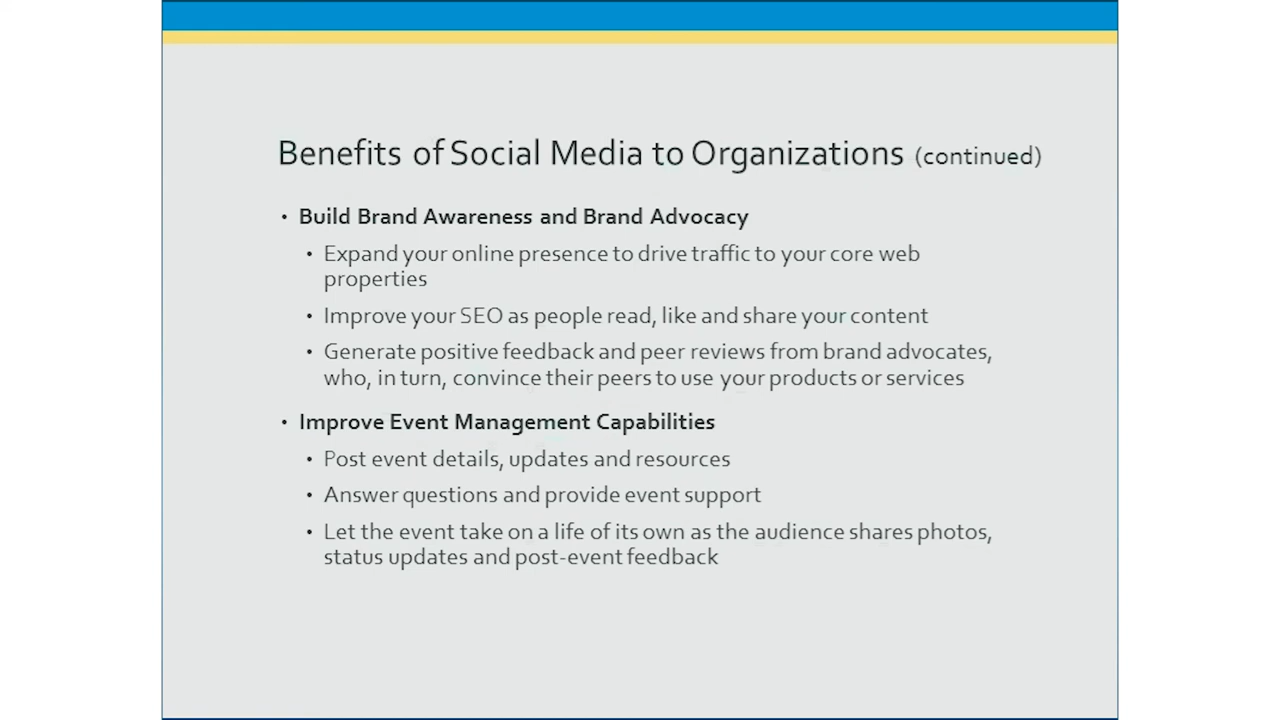 Benefits of Social Media to Organizations (continued)
• Build Brand Awareness and Brand Advocacy
• Expand your online presence to drive traffic to your core web
properties
• Improve your SEO as people read, like and share your content
• Generate positive feedback and peer reviews from brand advocates,
who, in turn, convince their peers to use your products or services
• Improve Event Management Capabilities
• Post event details, updates and resources
• Answer questions and provide event support
• Let the event take on a life of its own as the audience shares photos,
status updates and post-event feedback